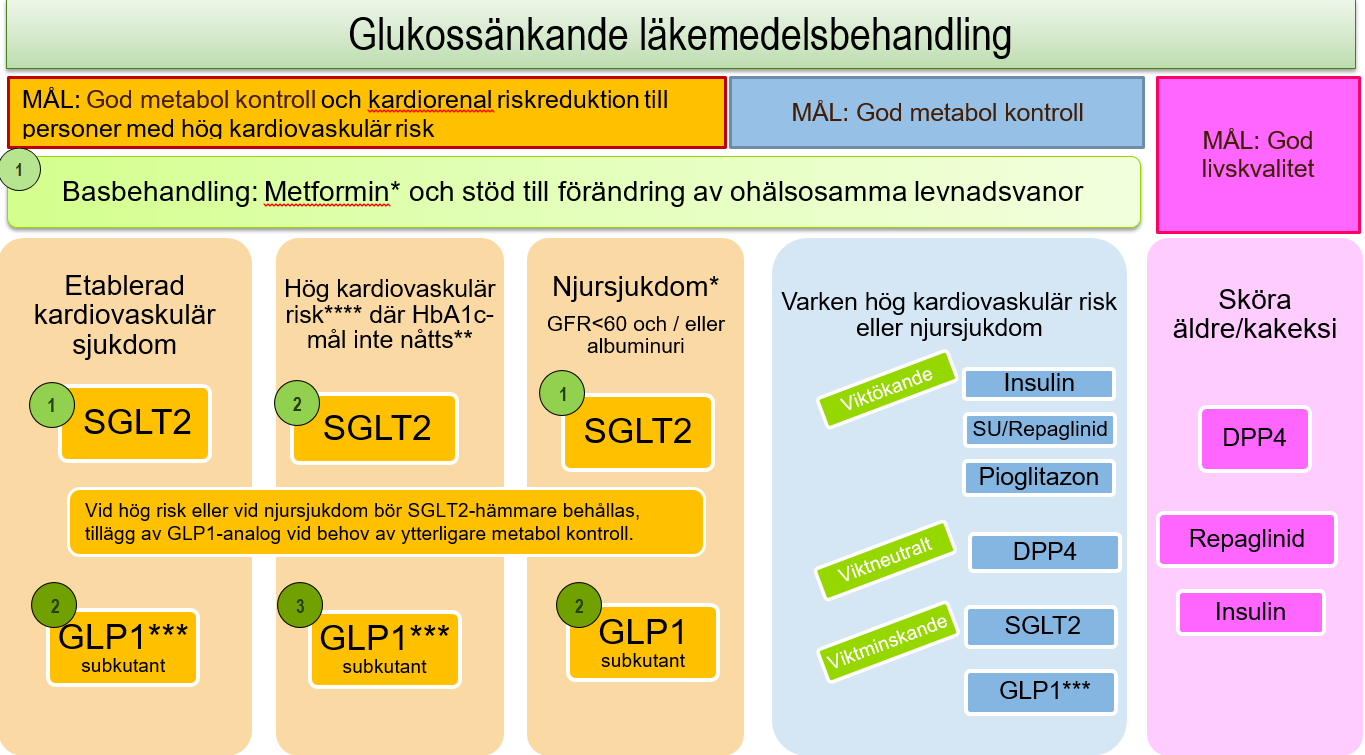 Glukossänkande läkemedelsbehandling
MÅL: God metabol kontroll och kardiorenal riskreduktion till
personer med hög kardiovaskulär risk
MÅL: God metabol kontroll
MÅL: God
livskvalitet
1
Basbehandling: Metformin* och stöd till förändring av ohälsosamma levnadsvanor
Etablerad
kardiovaskulär
sjukdom
1
SGLT2
Hög kardiovaskulär
risk**** där HbA1c-
mål inte nåtts**
2
SGLT2
Njursjukdom*
GFR<60 och / eller
albuminuri
1
SGLT2
Vid hög risk eller vid njursjukdom bör SGLT2-hämmare behållas,
tillägg av GLP1-analog vid behov av ytterligare metabol kontroll.
2
GLP1***
subkutant
3
GLP1***
subkutant
2
GLP1
subkutant
Varken hög kardiovaskulär risk
eller njursjukdom
Viktökande
Insulin
SU/Repaglinid
Pioglitazon
Viktneutralt
DPP4
Viktminskande
SGLT2
GLP1***
Sköra
äldre/kakeksi
DPP4
Repaglinid
Insulin